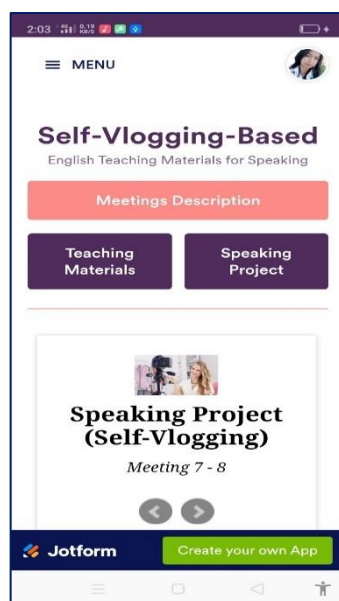 2:03
≡ MENU
Self-Vlogging-Based
English Teaching Materials for Speaking
Meetings Description
Teaching
Materials
Speaking
Project
Speaking Project
(Self-Vlogging)
Meeting 7 - 8
Jotform
Create your own App